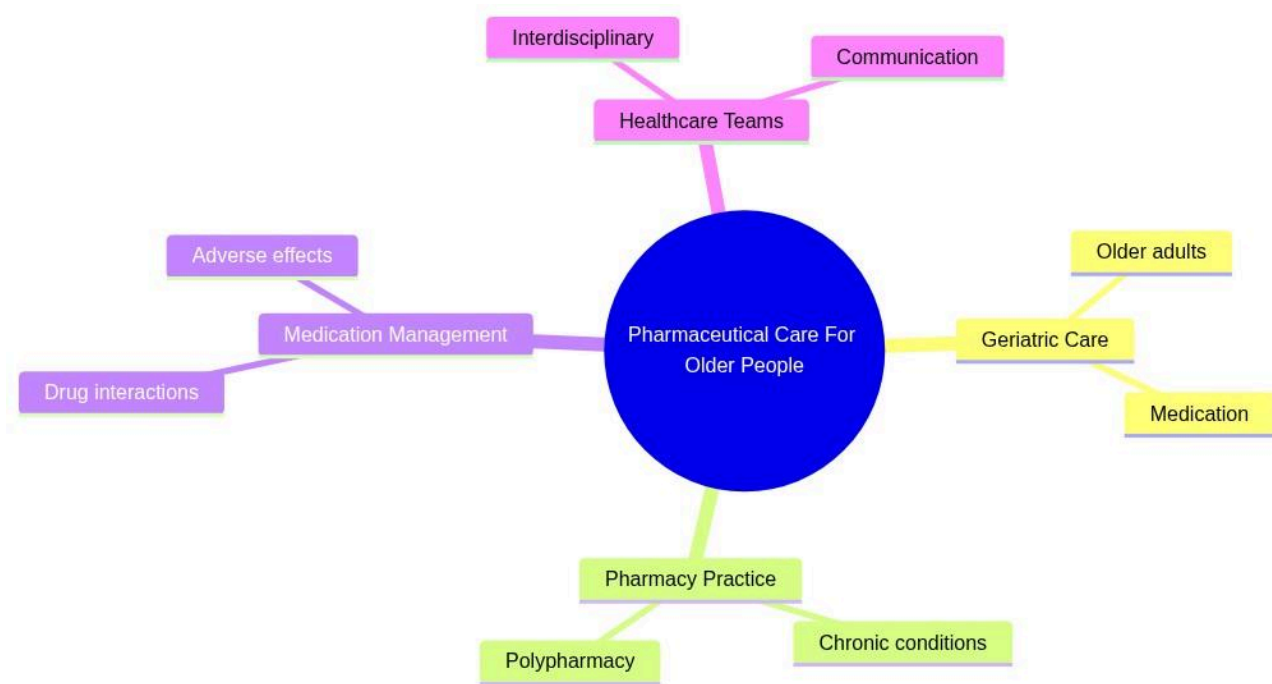 Interdisciplinary
Communication
Healthcare Teams
Adverse effects
Older adults
Medication Management
Pharmaceutical Care For
Older People
Geriatric Care
Drug interactions
Medication
Pharmacy Practice
Chronic conditions
Polypharmacy